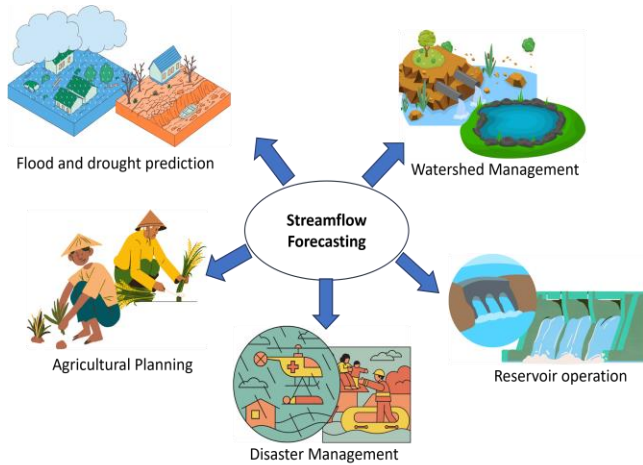 Flood and drought prediction
Watershed Management
Streamflow
Forecasting
Agricultural Planning
Reservoir operation
Disaster Management